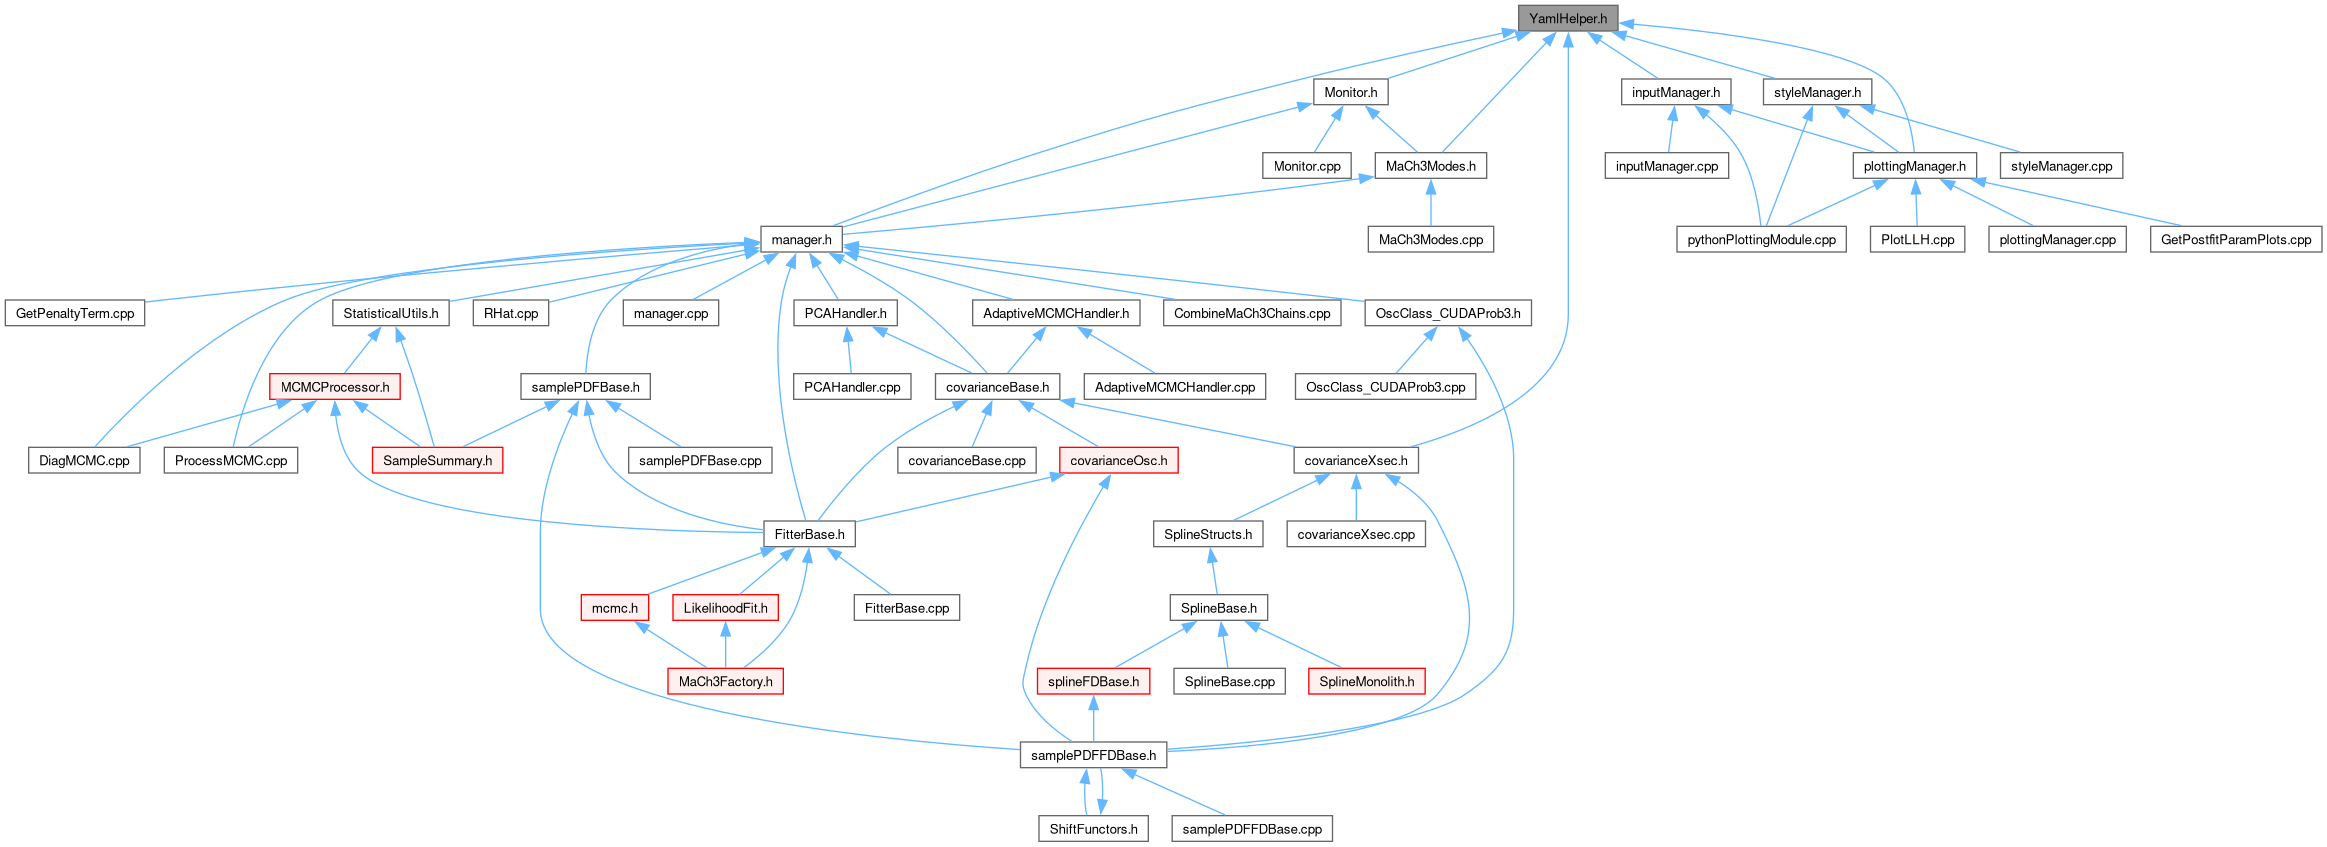 YamlHelper.h
Monitor.h
inputManager.h
styleManager.h
Monitor.cpp
MaCh3Modes.h
inputManager.cpp
plottingManager.h
styleManager.cpp
manager.h
MaCh3Modes.cpp
pythonPlottingModule.cpp
PlotLLH.cpp
plottingManager.cpp
GetPostfitParamPlots.cpp
GetPenaltyTerm.cpp
StatisticalUtils.h
RHat.cpp
manager.cpp
PCAHandler.h
AdaptiveMCMCHandler.h
CombineMaCh3Chains.cpp
OscClass_CUDAProb3.h
MCMCProcessor.h
samplePDFBase.h
PCAHandler.cpp
covarianceBase.h
AdaptiveMCMCHandler.cpp
OscClass_CUDAProb3.cpp
DiagMCMC.cpp
ProcessMCMC.cpp
SampleSummary.h
samplePDFBase.cpp
covarianceBase.cpp
covarianceOsc.h
covarianceXsec.h
FitterBase.h
SplineStructs.h
covarianceXsec.cpp
mcmc.h
LikelihoodFit.h
FitterBase.cpp
SplineBase.h
MaCh3Factory.h
splineFDBase.h
SplineBase.cpp
SplineMonolith.h
samplePDFFDBase.h
ShiftFunctors.h
samplePDFFDBase.cpp